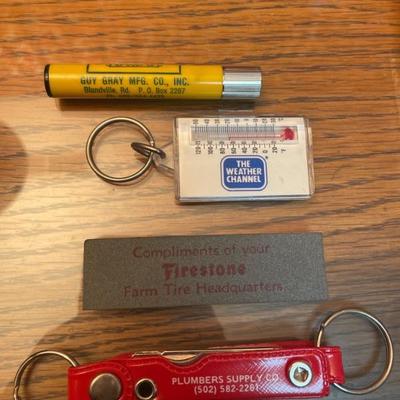 GUY GRAY MFG. CO., INC.
Blandville, Rd. P. O. Box 2287
THE
WEATHER
CHANNEL
°F
Compliments of your
Firestone
Farm Tire Headquarters
PLUMBERS SUPPLY CO.
(502) 582-2261